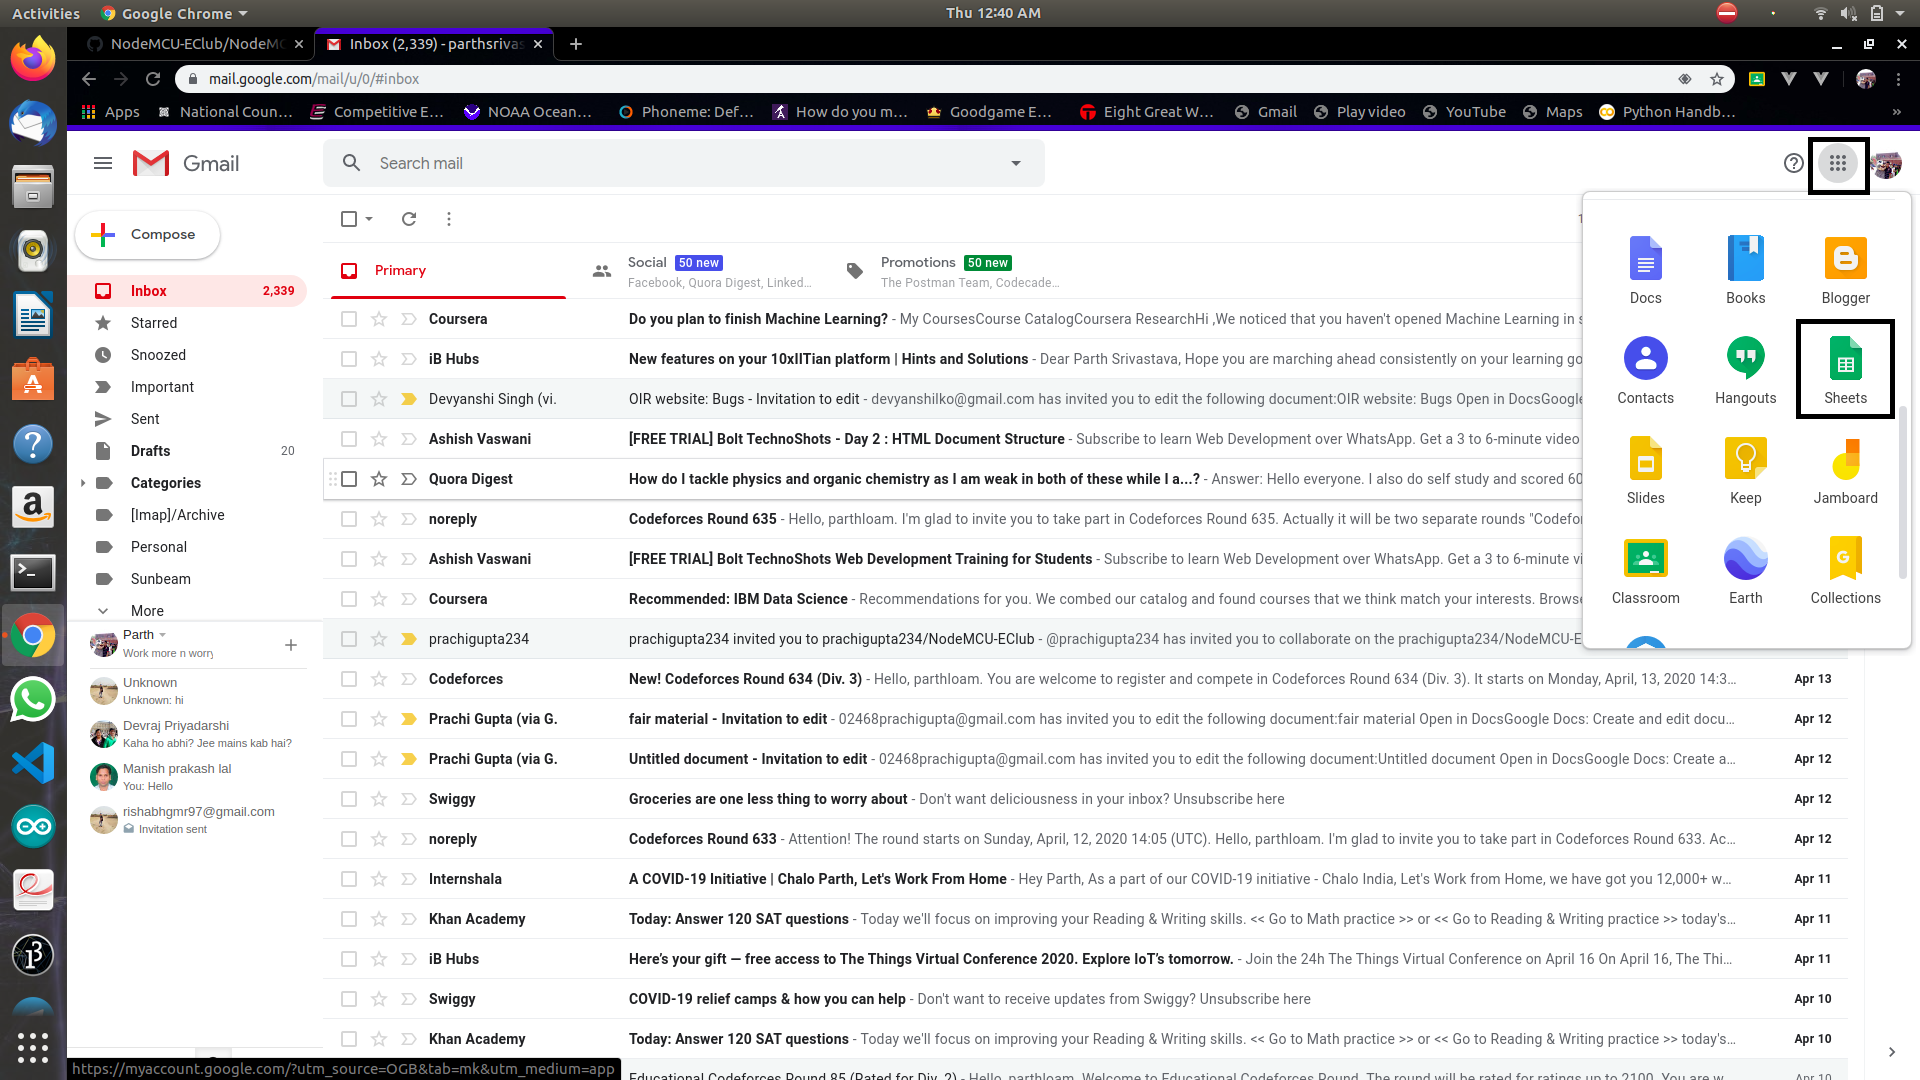 Activities
Google Chrome
Thu 12:40 AM
NodeMCU-EClub/NodeMC
Inbox (2,339) - parthsrivas
mail.google.com/mail/u/0/#inbox
Apps
National Coun…
Competitive E…
NOAA Ocean…
Phoneme: Def…
How do you m…
Goodgame E…
Eight Great W…
Gmail
Play video
YouTube
Maps
Python Handb…
»
Gmail
Search mail
Compose
Inbox 2,339
Starred
Snoozed
Important
Sent
Drafts 20
Categories
[Imap]/Archive
Personal
Sunbeam
More
Parth
Work more n worry
Unknown
Unknown: hi
Devraj Priyadarshi
Kaha ho abhi? Jee mains kab hai?
Manish prakash lal
You: Hello
rishabhgmr97@gmail.com
Invitation sent
Primary
Social 50 new
Facebook, Quora Digest, Linked…
Promotions 50 new
The Postman Team, Codecade…
Coursera Do you plan to finish Machine Learning? - My CoursesCourse CatalogCoursera ResearchHi ,We noticed that you haven't opened Machine Learning in
iB Hubs New features on your 10xIITian platform | Hints and Solutions - Dear Parth Srivastava, Hope you are marching ahead consistently on your learning
Devyanshi Singh (vi. OIR website: Bugs - Invitation to edit - devyanshilko@gmail.com has invited you to edit the following document:OIR website: Bugs Open in DocsGoogle
Ashish Vaswani [FREE TRIAL] Bolt TechnoShots - Day 2 : HTML Document Structure - Subscribe to learn Web Development over WhatsApp. Get a 3 to 6-minute video
Quora Digest How do I tackle physics and organic chemistry as I am weak in both of these while I a...? - Answer: Hello everyone. I also do self study and scored 60
noreply Codeforces Round 635 - Hello, parthloam. I'm glad to invite you to take part in Codeforces Round 635. Actually it will be two separate rounds "Codefor
Ashish Vaswani [FREE TRIAL] Bolt TechnoShots Web Development Training for Students - Subscribe to learn Web Development over WhatsApp. Get a 3 to 6-minute vi
Coursera Recommended: IBM Data Science - Recommendations for you. We combed our catalog and found courses that we think match your interests. Browse
prachigupta234 prachigupta234 invited you to prachigupta234/NodeMCU-EClub - @prachigupta234 has invited you to collaborate on the prachigupta234/NodeMCU-E
Codeforces New! Codeforces Round 634 (Div. 3) - Hello, parthloam. You are welcome to register and compete in Codeforces Round 634 (Div. 3). It starts on Monday, April, 13, 2020 14:3… Apr 13
Prachi Gupta (via G. fair material - Invitation to edit - 02468prachigupta@gmail.com has invited you to edit the following document:fair material Open in DocsGoogle Docs: Create and edit docu… Apr 12
Prachi Gupta (via G. Untitled document - Invitation to edit - 02468prachigupta@gmail.com has invited you to edit the following document:Untitled document Open in DocsGoogle Docs: Create a… Apr 12
Swiggy Groceries are one less thing to worry about - Don't want deliciousness in your inbox? Unsubscribe here Apr 12
noreply Codeforces Round 633 - Attention! The round starts on Sunday, April, 12, 2020 14:05 (UTC). Hello, parthloam. I'm glad to invite you to take part in Codeforces Round 633. Ac… Apr 12
Internshala A COVID-19 Initiative | Chalo Parth, Let's Work From Home - Hey Parth, As a part of our COVID-19 initiative - Chalo India, Let's Work from Home, we have got you 12,000+ w… Apr 11
Khan Academy Today: Answer 120 SAT questions - Today we'll focus on improving your Reading & Writing skills. << Go to Math practice >> or << Go to Reading & Writing practice >> today's… Apr 11
iB Hubs Here's your gift — free access to The Things Virtual Conference 2020. Explore IoT's tomorrow. - Join the 24h The Things Virtual Conference on April 16 On April 16, The Thi… Apr 11
Swiggy COVID-19 relief camps & how you can help - Don't want to receive updates from Swiggy? Unsubscribe here Apr 10
Khan Academy Today: Answer 120 SAT questions - Today we'll focus on improving your Reading & Writing skills. << Go to Math practice >> or << Go to Reading & Writing practice >> today's… Apr 10
Educational Codeforces Round 85 (Rated for Div. 2) - Hello, parthloam. Welcome to Educational Codeforces Round. The round will be rated for ratings up to 2100. You are w… Apr 10
Docs
Books
Blogger
Contacts
Hangouts
Sheets
Slides
Keep
Jamboard
Classroom
Earth
Collections
https://myaccount.google.com/?utm_source=OGB&tab=mk&utm_medium=app